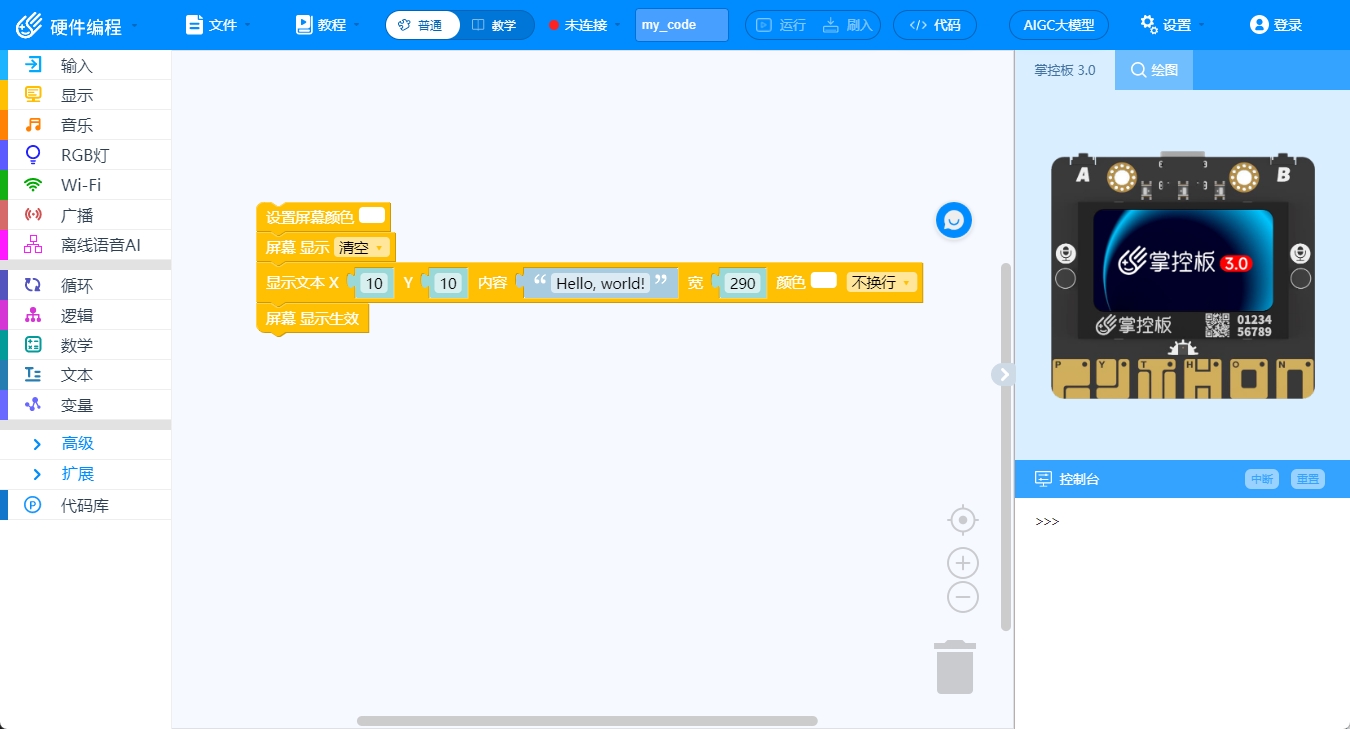 硬件编程 文件 教程 普通 教学 未连接 my_code 运行 刷入 </> 代码 AIGC大模型 设置 登录
输入
显示
音乐
RGB灯
Wi-Fi
广播
离线语音AI
循环
逻辑
数学
文本
变量
高级
扩展
代码库
设置屏幕颜色
屏幕 显示 清空
显示文本 X 10 Y 10 内容 “ Hello, world! ” 宽 290 颜色 不换行
屏幕 显示生效
掌控板 3.0 绘图
A B
掌控板 3.0
掌控板 01234
56789
P Y T H O N
控制台 中断 重置
>>>